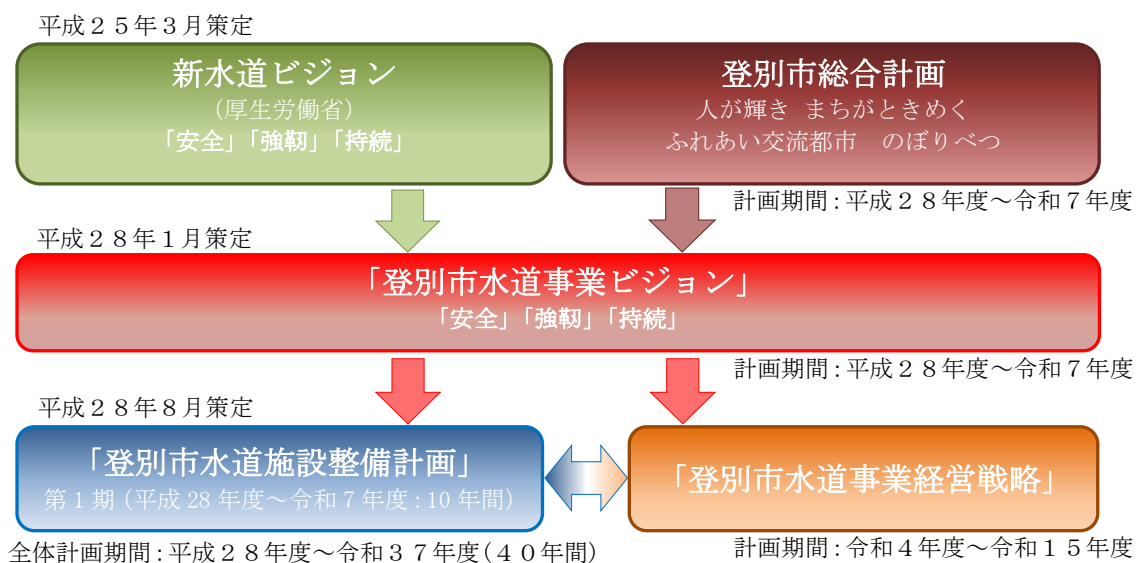 平成２５年３月策定
新水道ビジョン
（厚生労働省）
「安全」「強靭」「持続」
登別市総合計画
人が輝き まちがときめく
ふれあい交流都市　のぼりべつ
計画期間：平成２８年度～令和７年度
平成２８年１月策定
「登別市水道事業ビジョン」
「安全」「強靭」「持続」
計画期間：平成２８年度～令和７年度
平成２８年８月策定
「登別市水道施設整備計画」
第１期（平成 28 年度～令和７年度：10 年間）
全体計画期間：平成２８年度～令和３７年度（４０年間）
「登別市水道事業経営戦略」
計画期間：令和４年度～令和１５年度